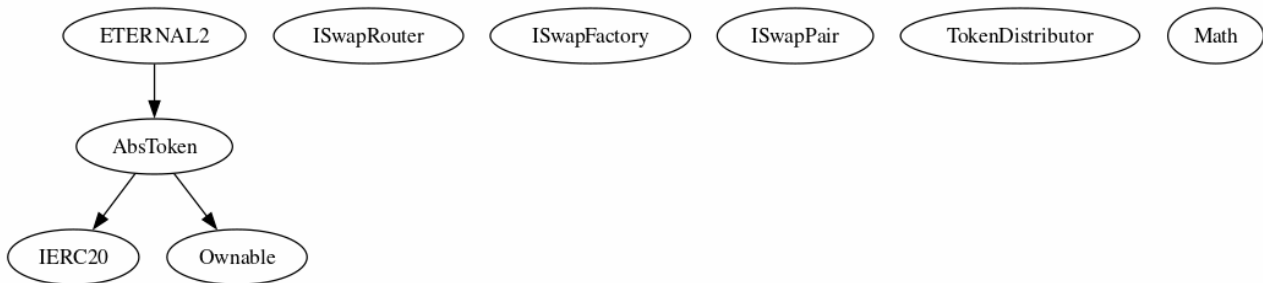 ETERNAL2
ISwapRouter
ISwapFactory
ISwapPair
TokenDistributor
Math
AbsToken
IERC20
Ownable